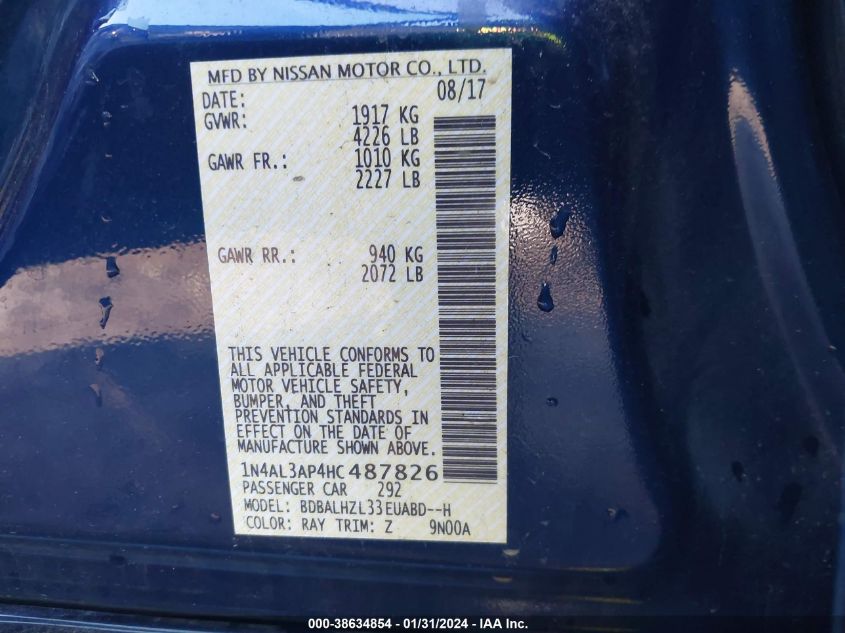 MFD BY NISSAN MOTOR CO., LTD.
DATE: 08/17
GVWR: 1917 KG
4226 LB
GAWR FR.: 1010 KG
2227 LB
GAWR RR.: 940 KG
2072 LB
THIS VEHICLE CONFORMS TO
ALL APPLICABLE FEDERAL
MOTOR VEHICLE SAFETY,
BUMPER, AND THEFT
PREVENTION STANDARDS IN
EFFECT ON THE DATE OF
MANUFACTURE SHOWN ABOVE.
1N4AL3AP4HC487826
PASSENGER CAR 292
MODEL: BDBALHZL33EUABD--H
COLOR: RAY TRIM: Z 9N00A
000-38634854 - 01/31/2024 - IAA Inc.